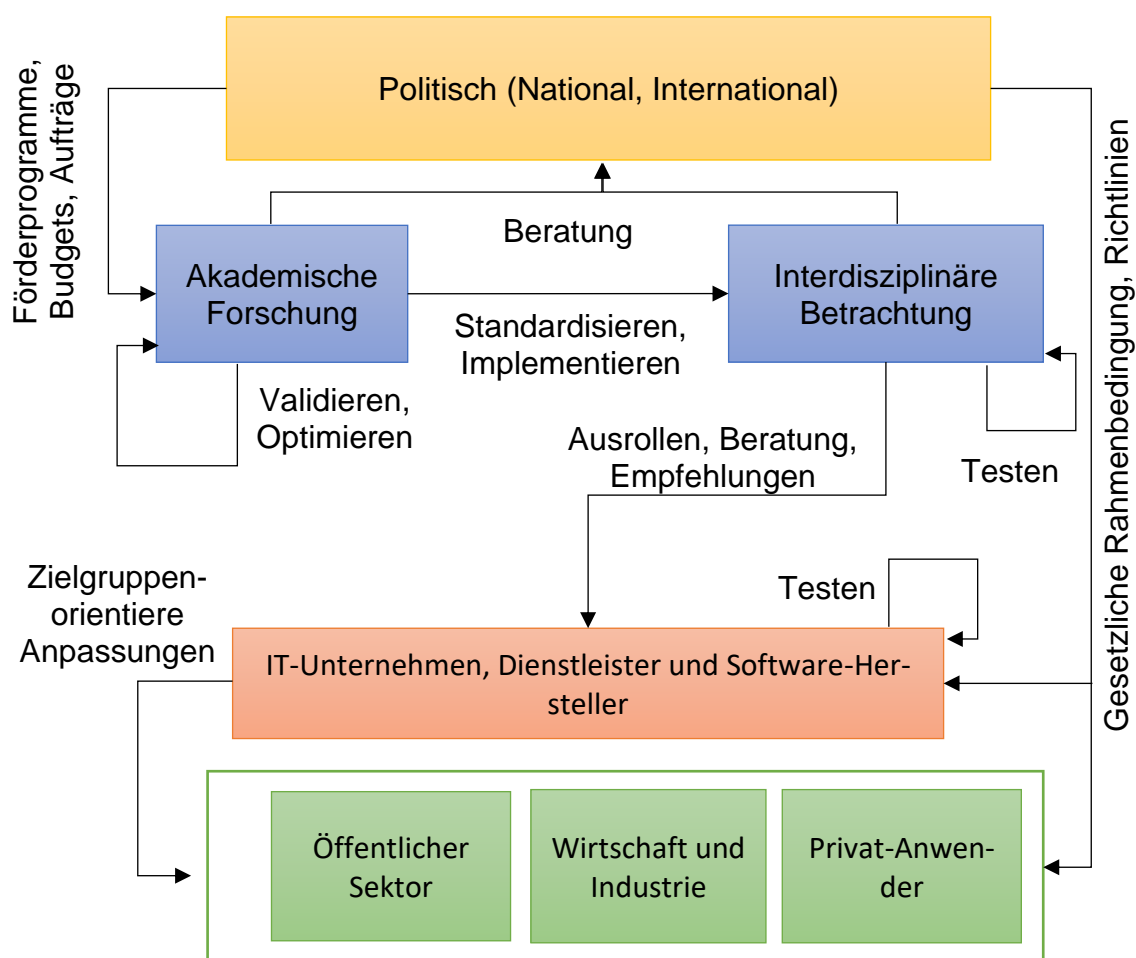 Politisch (National, International)
Förderprogramme,
Budgets, Aufträge
Gesetzliche Rahmenbedingung, Richtlinien
Beratung
Akademische
Forschung
Interdisziplinäre
Betrachtung
Standardisieren,
Implementieren
Validieren,
Optimieren
Ausrollen, Beratung,
Empfehlungen
Testen
Zielgruppen-
orientiere
Anpassungen
Testen
IT-Unternehmen, Dienstleister und Software-Her-
steller
Öffentlicher
Sektor
Wirtschaft und
Industrie
Privat-Anwen-
der